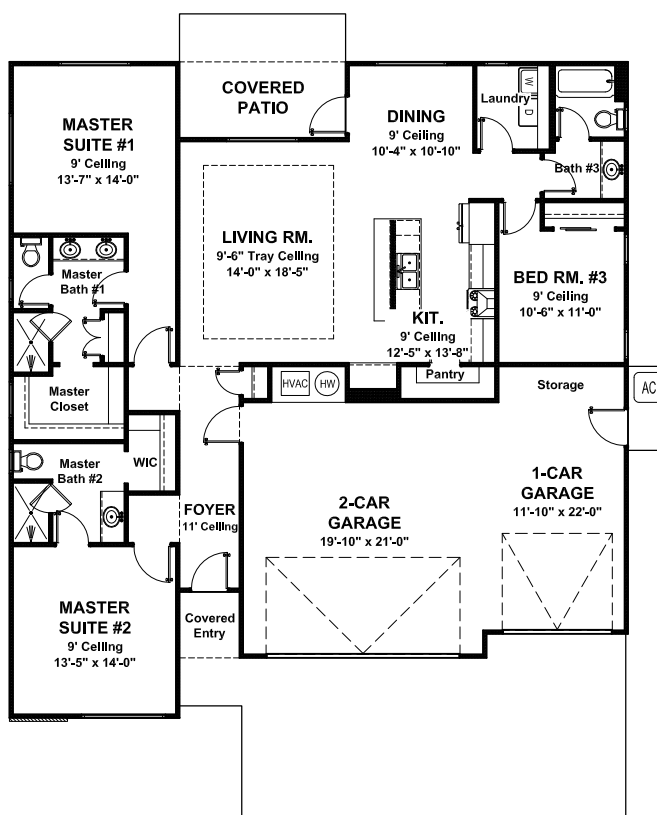 COVERED
PATIO
MASTER
SUITE #1
9' Ceiling
13'-7" x 14'-0"
DINING
9' Ceiling
10'-4" x 10'-10"
Laundry
W
D
Bath #3
LIVING RM.
9'-6" Tray Ceiling
14'-0" x 18'-5"
Master
Bath #1
BED RM. #3
9' Ceiling
10'-6" x 11'-0"
KIT.
9' Ceiling
12'-5" x 13'-8"
Pantry
HVAC
HW
Storage
AC
Master
Closet
WIC
Master
Bath #2
FOYER
11' Ceiling
2-CAR
GARAGE
19'-10" x 21'-0"
1-CAR
GARAGE
11'-10" x 22'-0"
MASTER
SUITE #2
9' Ceiling
13'-5" x 14'-0"
Covered
Entry